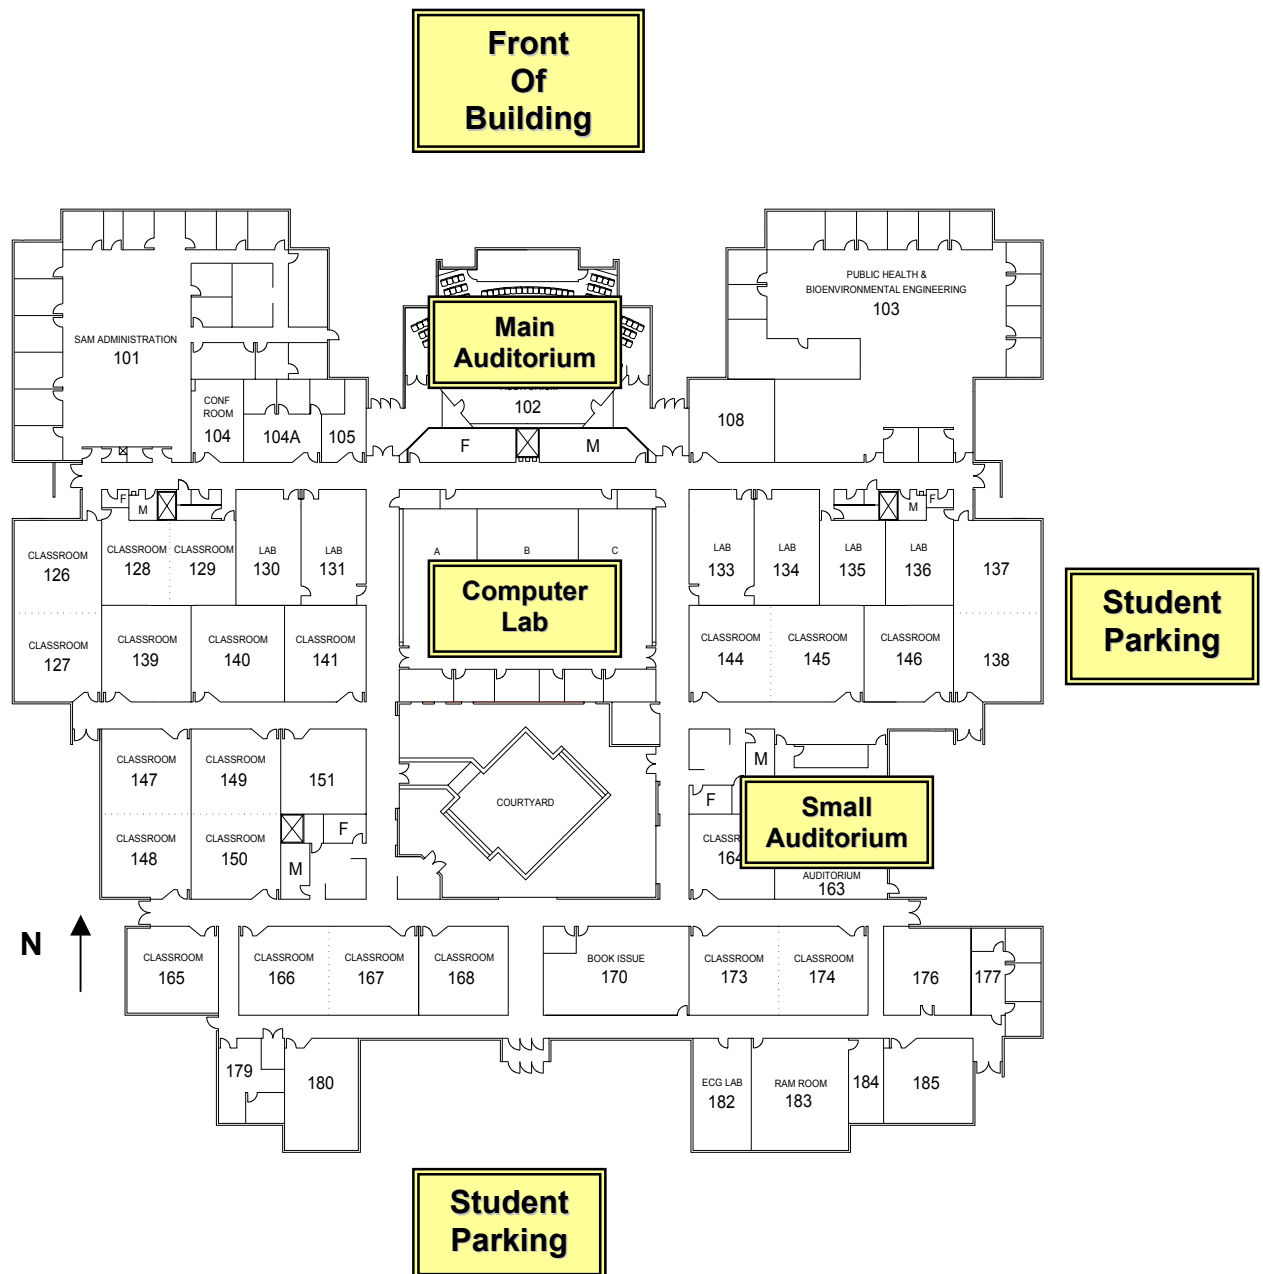 Front
Of
Building
PUBLIC HEALTH &
BIOENVIRONMENTAL ENGINEERING
103
SAM ADMINISTRATION
101
Main
Auditorium
102
CONF
ROOM
104
104A
105
108
F
M
F
M
M
F
CLASSROOM
126
CLASSROOM
128
CLASSROOM
129
LAB
130
LAB
131
A
B
C
LAB
133
LAB
134
LAB
135
LAB
136
137
Computer
Lab
Student
Parking
CLASSROOM
127
CLASSROOM
139
CLASSROOM
140
CLASSROOM
141
CLASSROOM
144
CLASSROOM
145
CLASSROOM
146
138
CLASSROOM
147
CLASSROOM
149
151
COURTYARD
M
F
Small
Auditorium
CLASSROOM
148
CLASSROOM
150
F
M
164
AUDITORIUM
163
N
CLASSROOM
165
CLASSROOM
166
CLASSROOM
167
CLASSROOM
168
BOOK ISSUE
170
CLASSROOM
173
CLASSROOM
174
176
177
179
180
ECG LAB
182
RAM ROOM
183
184
185
Student
Parking